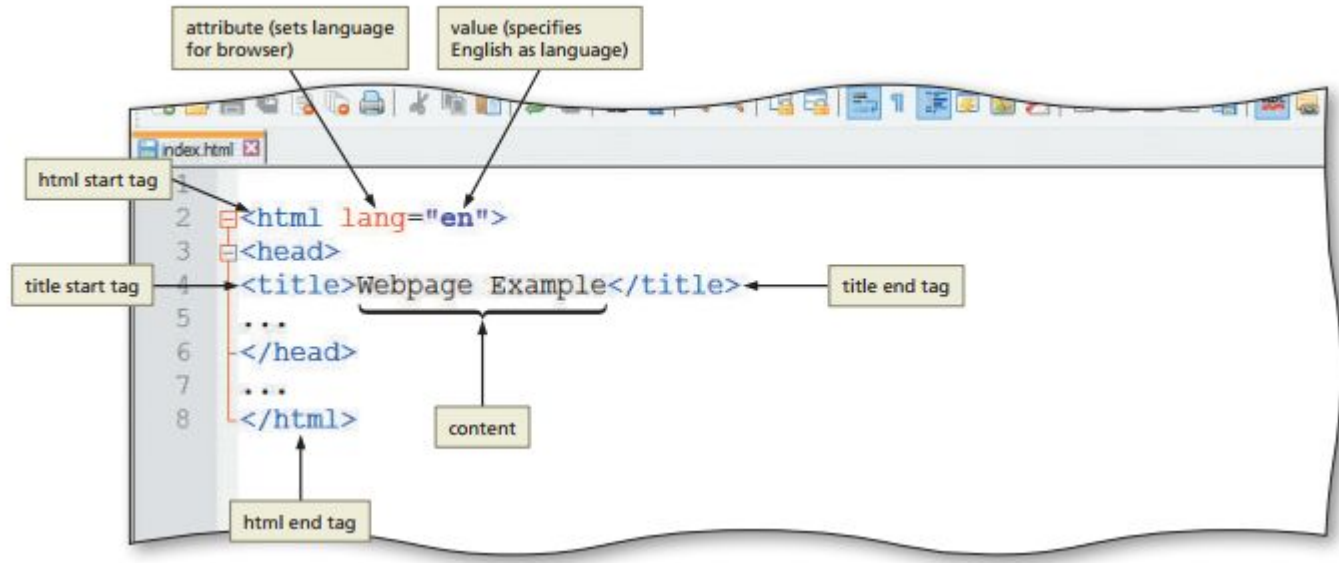 attribute (sets language
for browser)
value (specifies
English as language)
index.html
html start tag
1
2 <html lang="en">
3 <head>
title start tag
4 <title>Webpage Example</title>
title end tag
5 ...
6 </head>
7 ...
8 </html>
content
html end tag